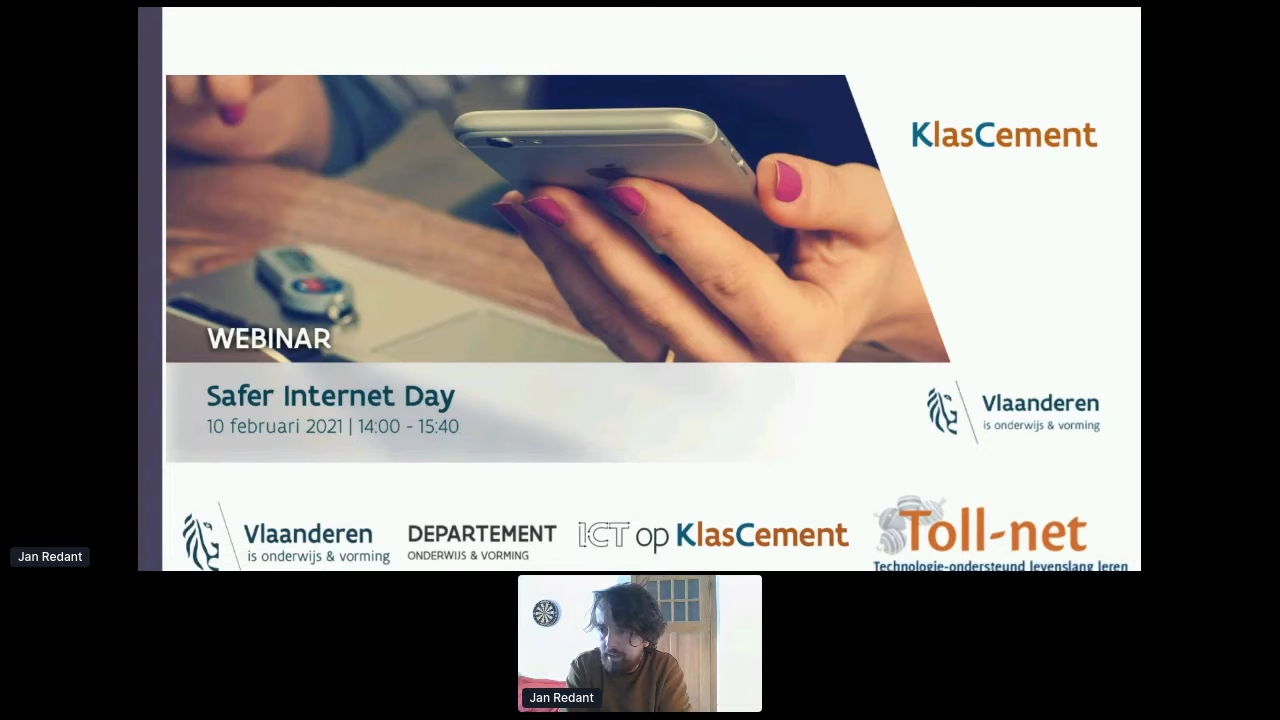 KlasCement
WEBINAR
Safer Internet Day
10 februari 2021 | 14:00 - 15:40
Vlaanderen
is onderwijs & vorming
Vlaanderen
is onderwijs & vorming
DEPARTEMENT
ONDERWIJS & VORMING
ICT op KlasCement
Toll-net
Technologie-ondersteund levenslang leren
Jan Redant
Jan Redant